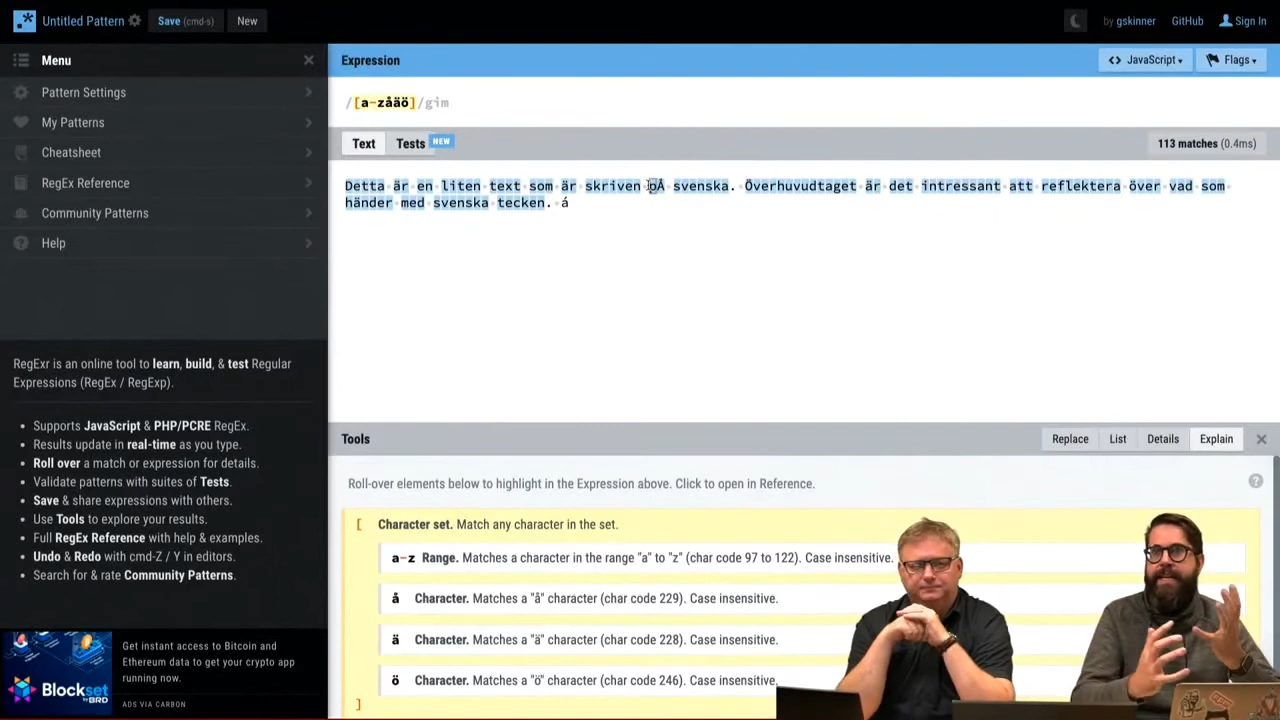 Untitled Pattern
Save (cmd-s)
New
by gskinner
GitHub
Sign In
Menu
Pattern Settings
My Patterns
Cheatsheet
RegEx Reference
Community Patterns
Help
RegExr is an online tool to learn, build, & test Regular
Expressions (RegEx / RegExp).
Supports JavaScript & PHP/PCRE RegEx.
Results update in real-time as you type.
Roll over a match or expression for details.
Validate patterns with suites of Tests.
Save & share expressions with others.
Use Tools to explore your results.
Full RegEx Reference with help & examples.
Undo & Redo with cmd-Z / Y in editors.
Search for & rate Community Patterns.
Blockset
by BRD
Get instant access to Bitcoin and
Ethereum data to get your crypto app
running now.
ADS VIA CARBON
Expression
JavaScript
Flags
/[a-zåäö]/gim
Text
Tests
NEW
113 matches (0.4ms)
Detta är en liten text som är skriven pÅ svenska. Överhuvudtaget är det intressant att reflektera över vad som
händer med svenska tecken. á
Tools
Replace
List
Details
Explain
Roll-over elements below to highlight in the Expression above. Click to open in Reference.
[ Character set. Match any character in the set.
a-z Range. Matches a character in the range "a" to "z" (char code 97 to 122). Case insensitive.
å Character. Matches a "å" character (char code 229). Case insensitive.
ä Character. Matches a "ä" character (char code 228). Case insensitive.
ö Character. Matches a "ö" character (char code 246). Case insensitive.
]